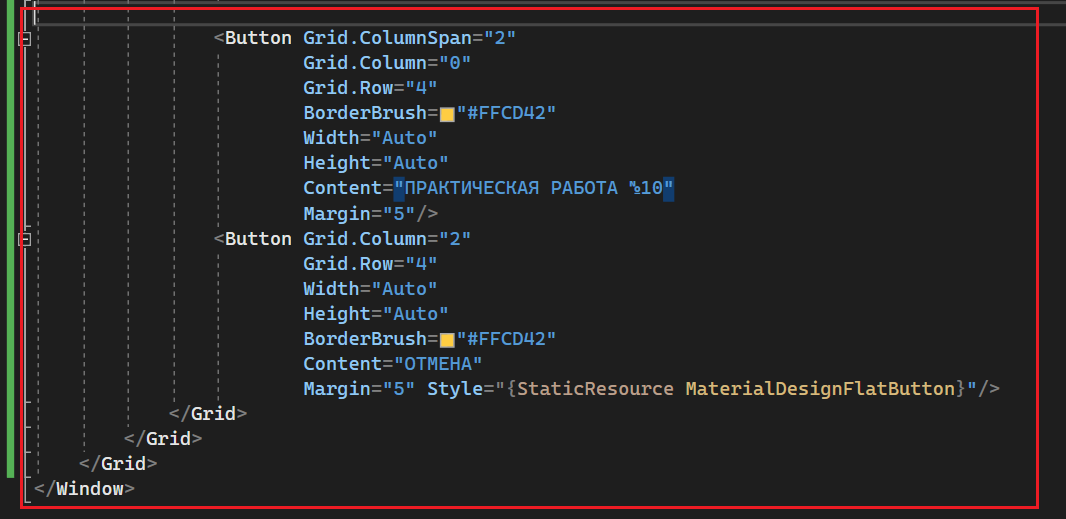 <Button Grid.ColumnSpan="2"
Grid.Column="0"
Grid.Row="4"
BorderBrush="#FFCD42"
Width="Auto"
Height="Auto"
Content="ПРАКТИЧЕСКАЯ РАБОТА %10"
Margin="5"/>
<Button Grid.Column="2"
Grid.Row="4"
Width="Auto"
Height="Auto"
BorderBrush="#FFCD42"
Content="ОТМЕНА"
Margin="5" Style="{StaticResource MaterialDesignFlatButton}"/>
</Grid>
</Grid>
</Grid>
</Window>